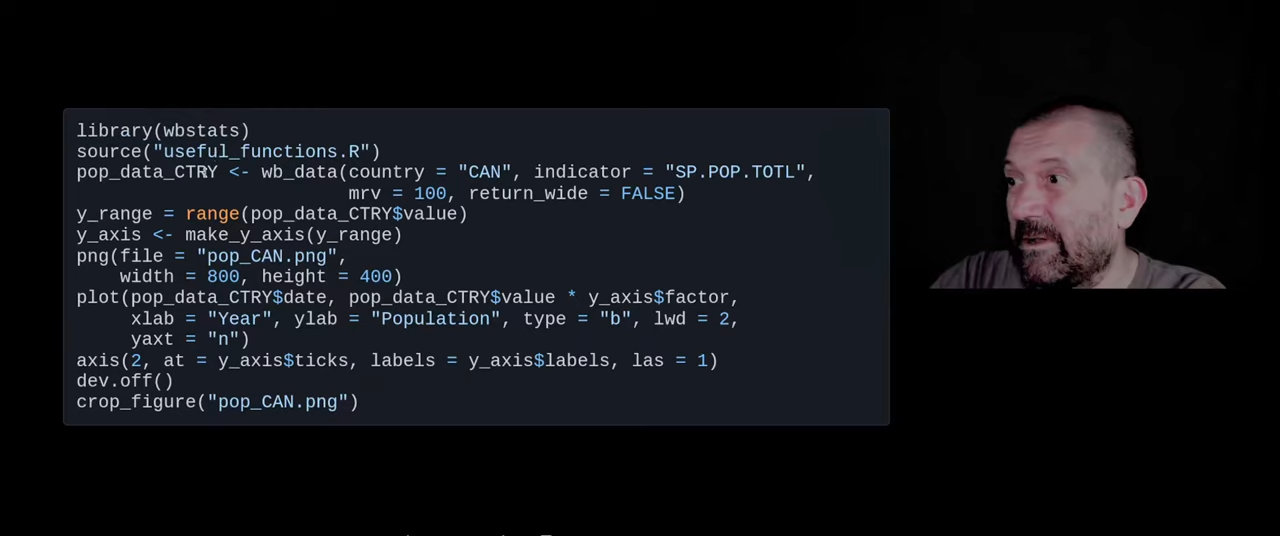 library(wbstats)
source("useful_functions.R")
pop_data_CTRY <- wb_data(country = "CAN", indicator = "SP.POP.TOTL",
                         mrv = 100, return_wide = FALSE)
y_range = range(pop_data_CTRY$value)
y_axis <- make_y_axis(y_range)
png(file = "pop_CAN.png",
    width = 800, height = 400)
plot(pop_data_CTRY$date, pop_data_CTRY$value * y_axis$factor,
     xlab = "Year", ylab = "Population", type = "b", lwd = 2,
     yaxt = "n")
axis(2, at = y_axis$ticks, labels = y_axis$labels, las = 1)
dev.off()
crop_figure("pop_CAN.png")